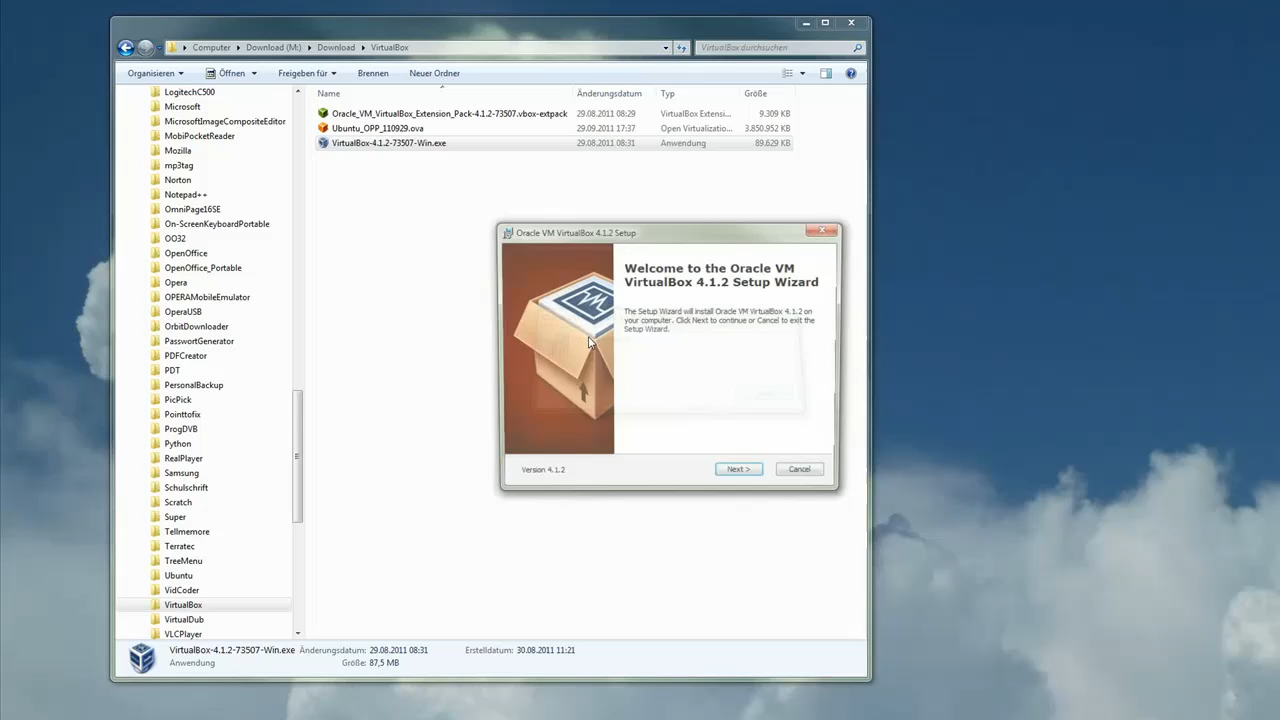 Computer ▸ Download (M:) ▸ Download ▸ VirtualBox
VirtualBox durchsuchen
Organisieren Öffnen Freigeben für Brennen Neuer Ordner
Name Änderungsdatum Typ Größe
Oracle_VM_VirtualBox_Extension_Pack-4.1.2-73507.vbox-extpack 29.08.2011 08:29 VirtualBox Extensi... 9.309 KB
Ubuntu_OPP_110929.ova 29.09.2011 17:37 Open Virtualizatio... 3.850.952 KB
VirtualBox-4.1.2-73507-Win.exe 29.08.2011 08:31 Anwendung 89.629 KB
LogitechC500
Microsoft
MicrosoftImageCompositeEditor
MobiPocketReader
Mozilla
mp3tag
Norton
Notepad++
OmniPage16SE
On-ScreenKeyboardPortable
OO32
OpenOffice
OpenOffice_Portable
Opera
OPERAMobileEmulator
OperaUSB
OrbitDownloader
PasswortGenerator
PDFCreator
PDT
PersonalBackup
PicPick
Pointtofix
ProgDVB
Python
RealPlayer
Samsung
Schulschrift
Scratch
Super
Tellmemore
Terratec
TreeMenu
Ubuntu
VidCoder
VirtualBox
VirtualDub
VLCPlayer
Oracle VM VirtualBox 4.1.2 Setup
Welcome to the Oracle VM
VirtualBox 4.1.2 Setup Wizard
The Setup Wizard will install Oracle VM VirtualBox 4.1.2 on
your computer. Click Next to continue or Cancel to exit the
Setup Wizard.
Version 4.1.2
Next >
Cancel
VirtualBox-4.1.2-73507-Win.exe Änderungsdatum: 29.08.2011 08:31 Erstelldatum: 30.08.2011 11:21
Anwendung Größe: 87,5 MB